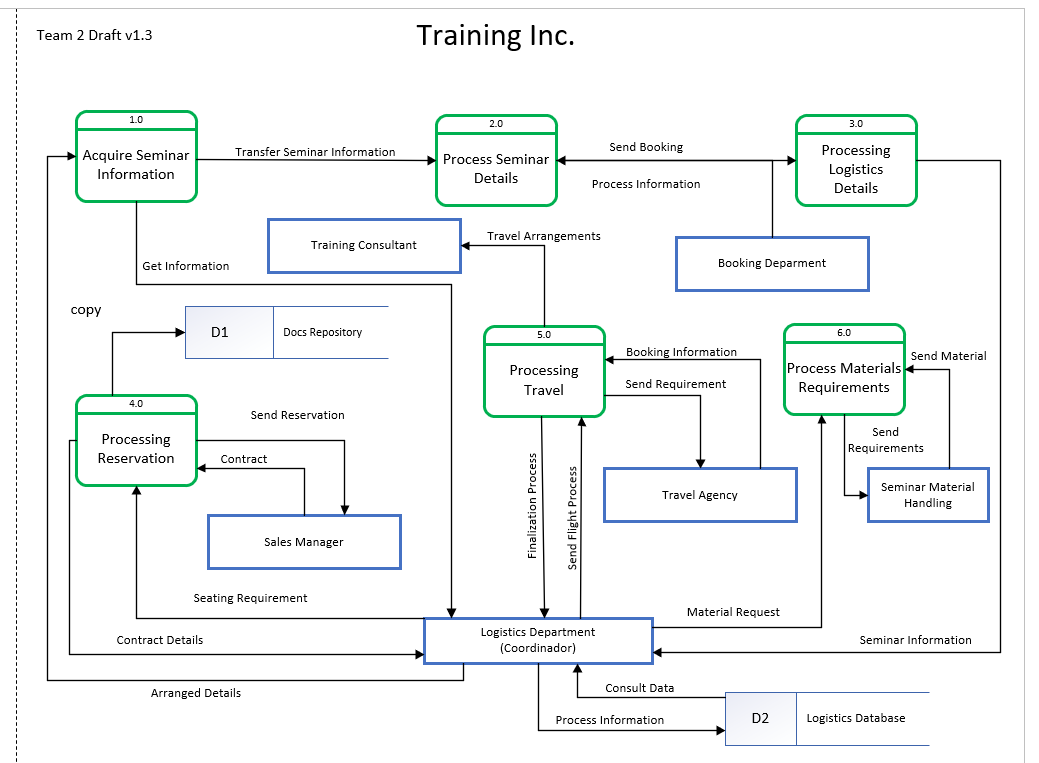 Team 2 Draft v1.3
Training Inc.
1.0
Acquire Seminar
Information
Transfer Seminar Information
2.0
Process Seminar
Details
Send Booking
Process Information
3.0
Processing
Logistics
Details
Training Consultant
Travel Arrangements
Booking Deparment
Get Information
copy
D1
Docs Repository
5.0
Processing
Travel
Booking Information
Send Requirement
6.0
Process Materials
Requirements
Send Material
4.0
Processing
Reservation
Send Reservation
Contract
Send
Requirements
Sales Manager
Finalization Process
Send Flight Process
Travel Agency
Seminar Material
Handling
Seating Requirement
Contract Details
Arranged Details
Logistics Department
(Coordinador)
Material Request
Seminar Information
Consult Data
Process Information
D2
Logistics Database